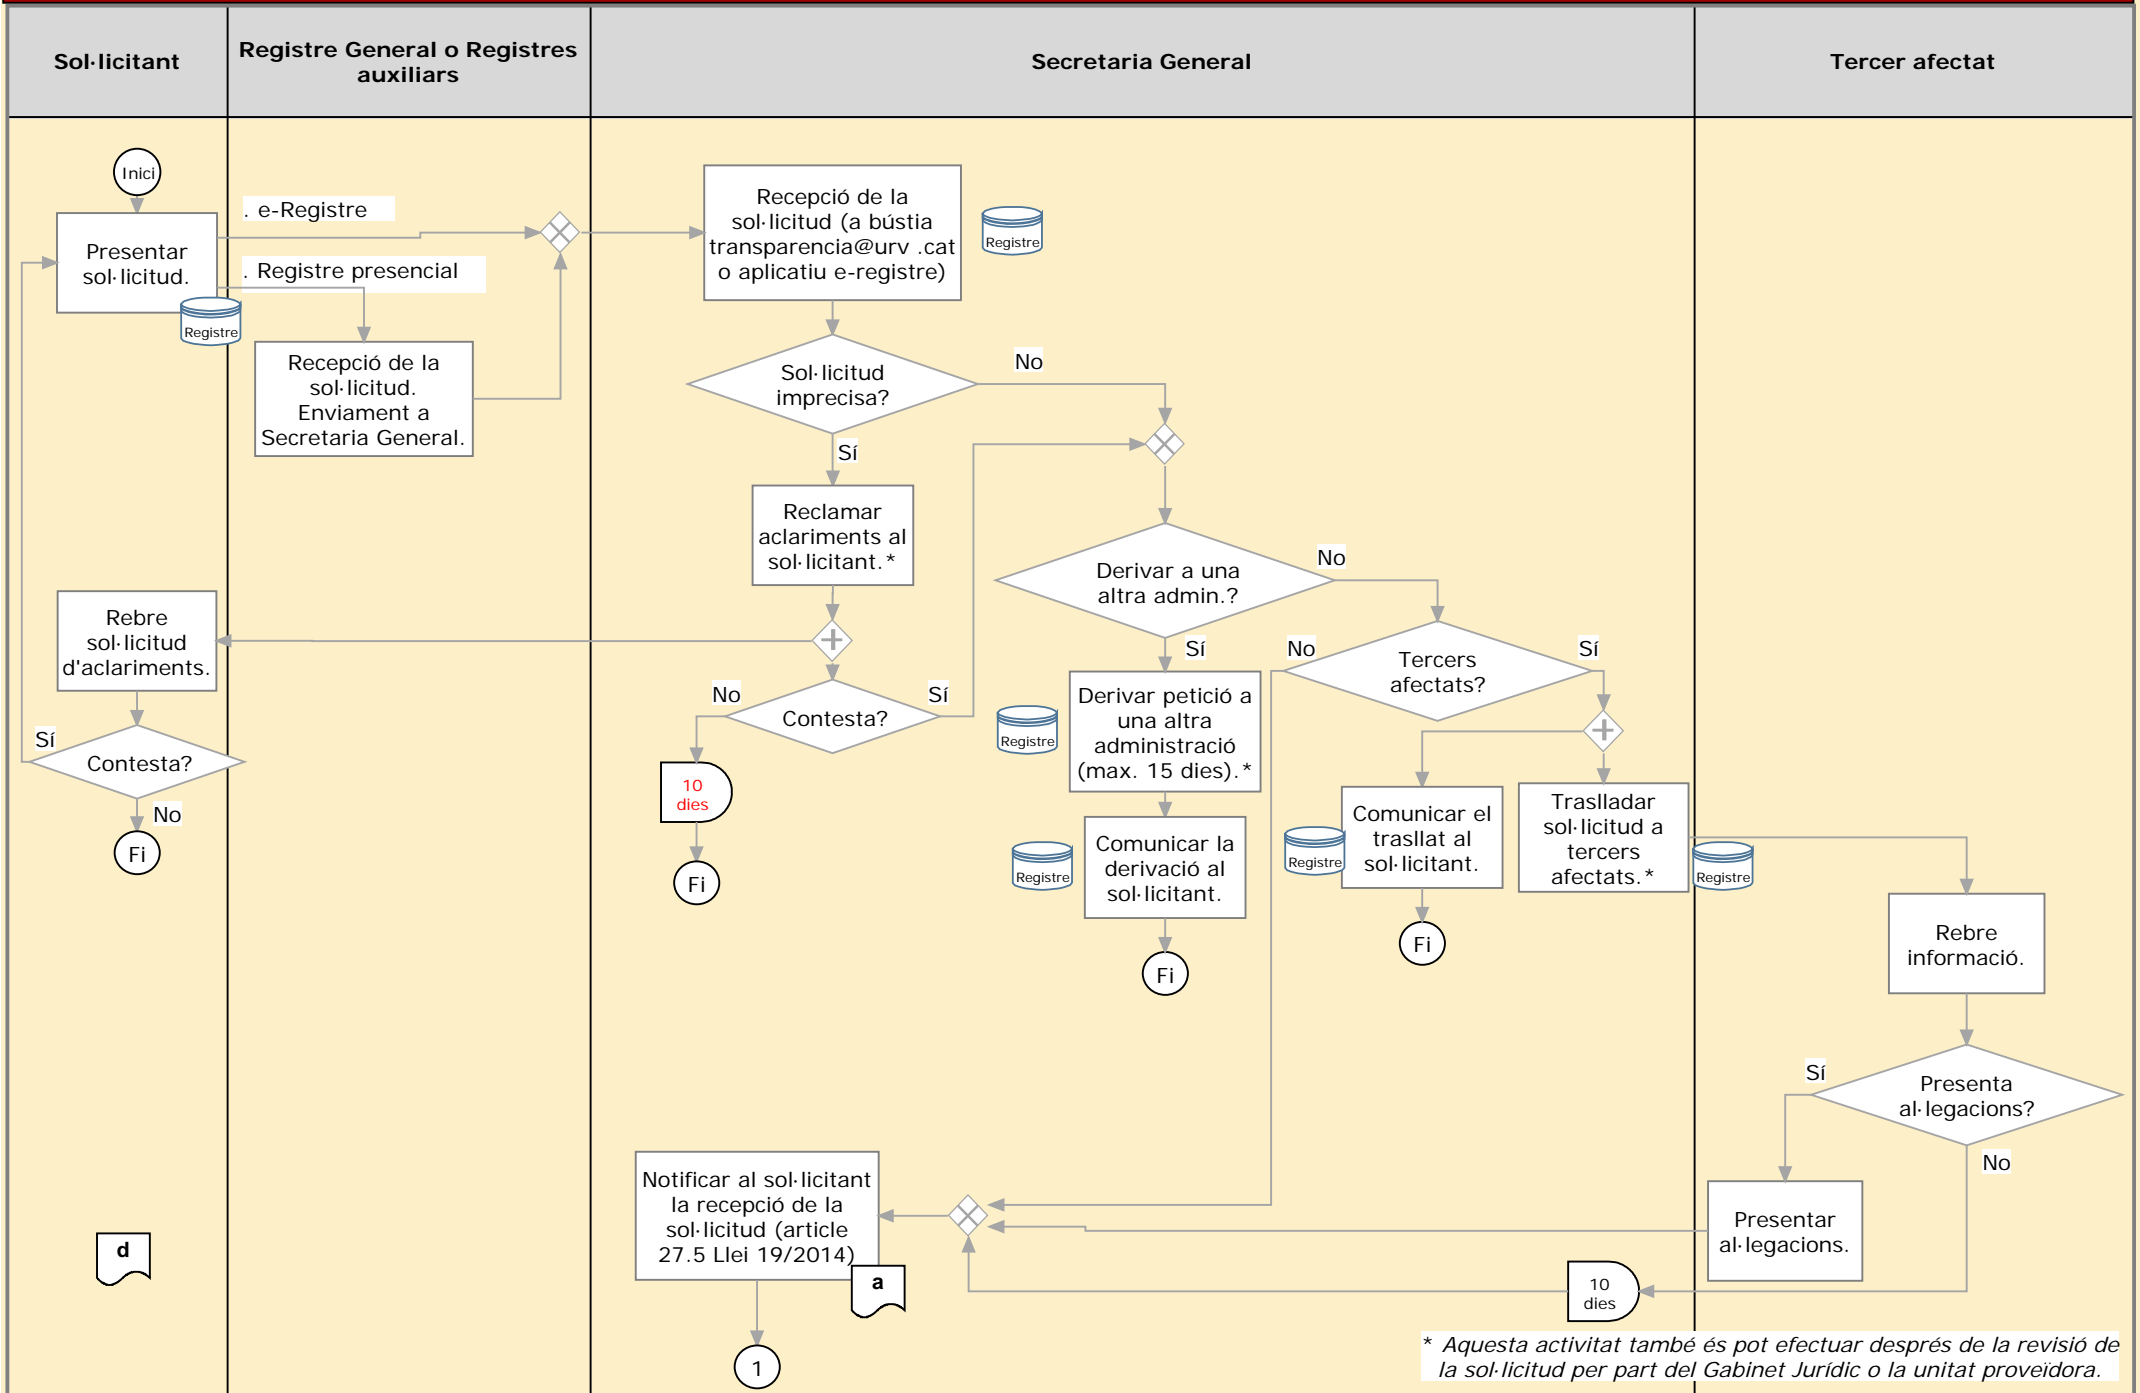 Sol·licitant
Registre General o Registres
auxiliars
Secretaria General
Tercer afectat
Inici
Presentar
sol·licitud.
Registre
. e-Registre
. Registre presencial
Recepció de la
sol·licitud.
Enviament a
Secretaria General.
Recepció de la
sol·licitud (a bústia
transparencia@urv .cat
o aplicatiu e-registre)
Registre
Sol·licitud
imprecisa?
No
Sí
Reclamar
aclariments al
sol·licitant.*
Rebre
sol·licitud
d'aclariments.
Sí
Contesta?
No
Fi
No
Contesta?
Sí
10
dies
Fi
Derivar a una
altra admin.?
No
Sí
Registre
Derivar petició a
una altra
administració
(max. 15 dies).*
Registre
Comunicar la
derivació al
sol·licitant.
Fi
No
Tercers
afectats?
Sí
Registre
Comunicar el
trasllat al
sol·licitant.
Fi
Traslladar
sol·licitud a
tercers
afectats.*
Registre
Rebre
informació.
Sí
Presenta
al·legacions?
No
Presentar
al·legacions.
10
dies
Notificar al sol·licitant
la recepció de la
sol·licitud (article
27.5 Llei 19/2014)
a
d
1
* Aquesta activitat també és pot efectuar després de la revisió de
la sol·licitud per part del Gabinet Jurídic o la unitat proveïdora.